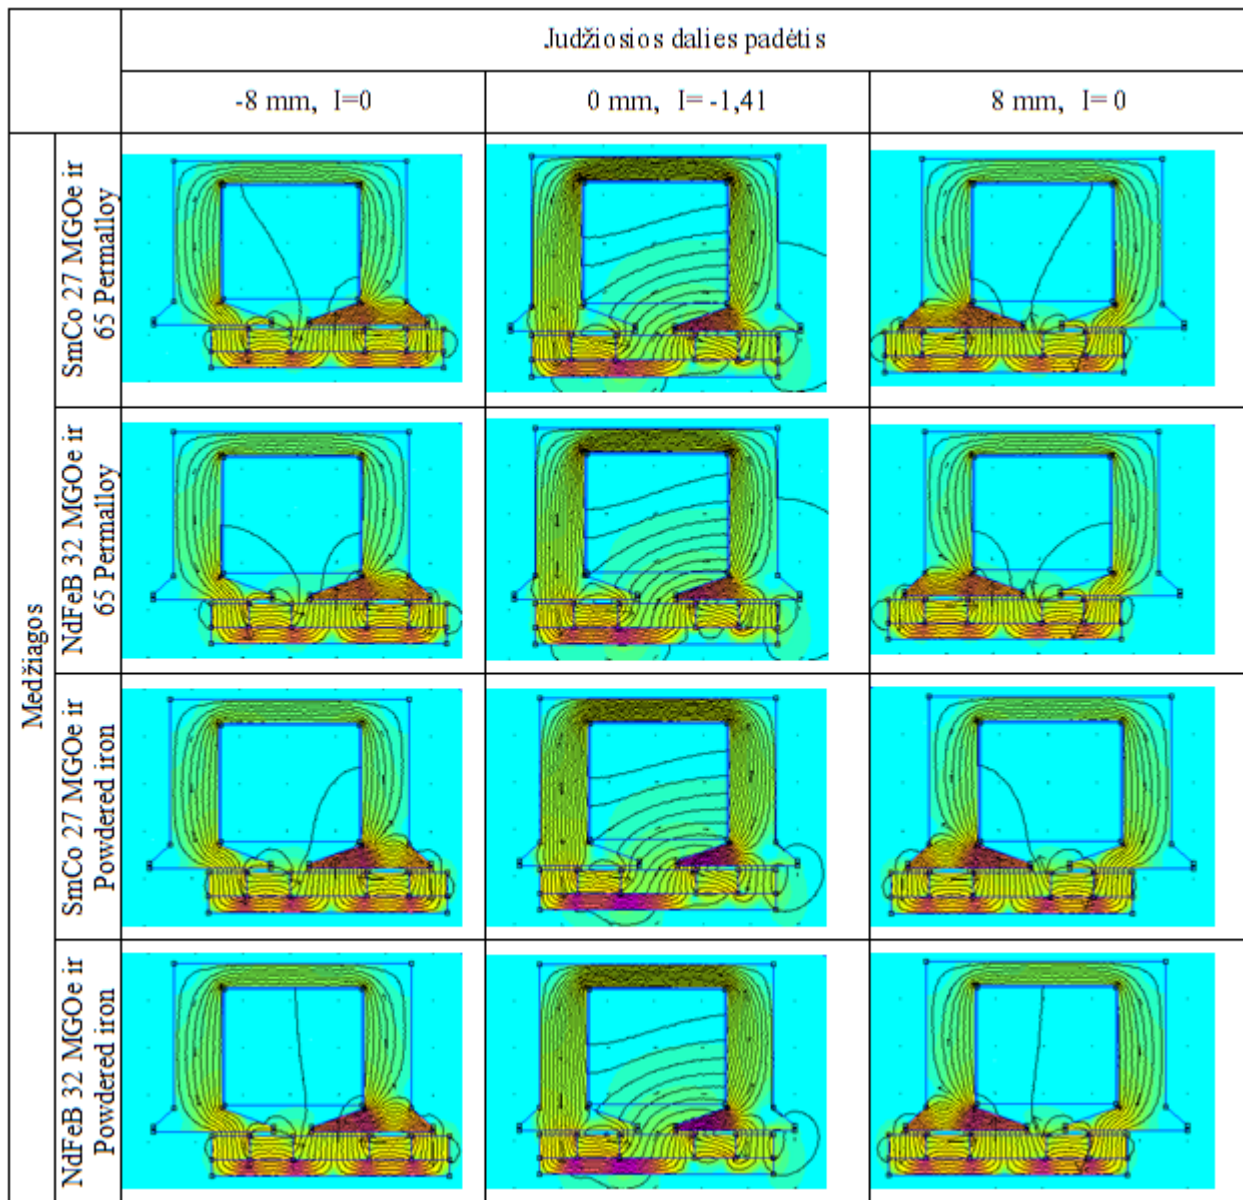 Judžiosios dalies padėtis
-8 mm, I=0
0 mm, I= -1,41
8 mm, I= 0
Medžiagos
SmCo 27 MGOe ir
65 Permalloy
NdFeB 32 MGOe ir
65 Permalloy
SmCo 27 MGOe ir
Powdered iron
NdFeB 32 MGOe ir
Powdered iron